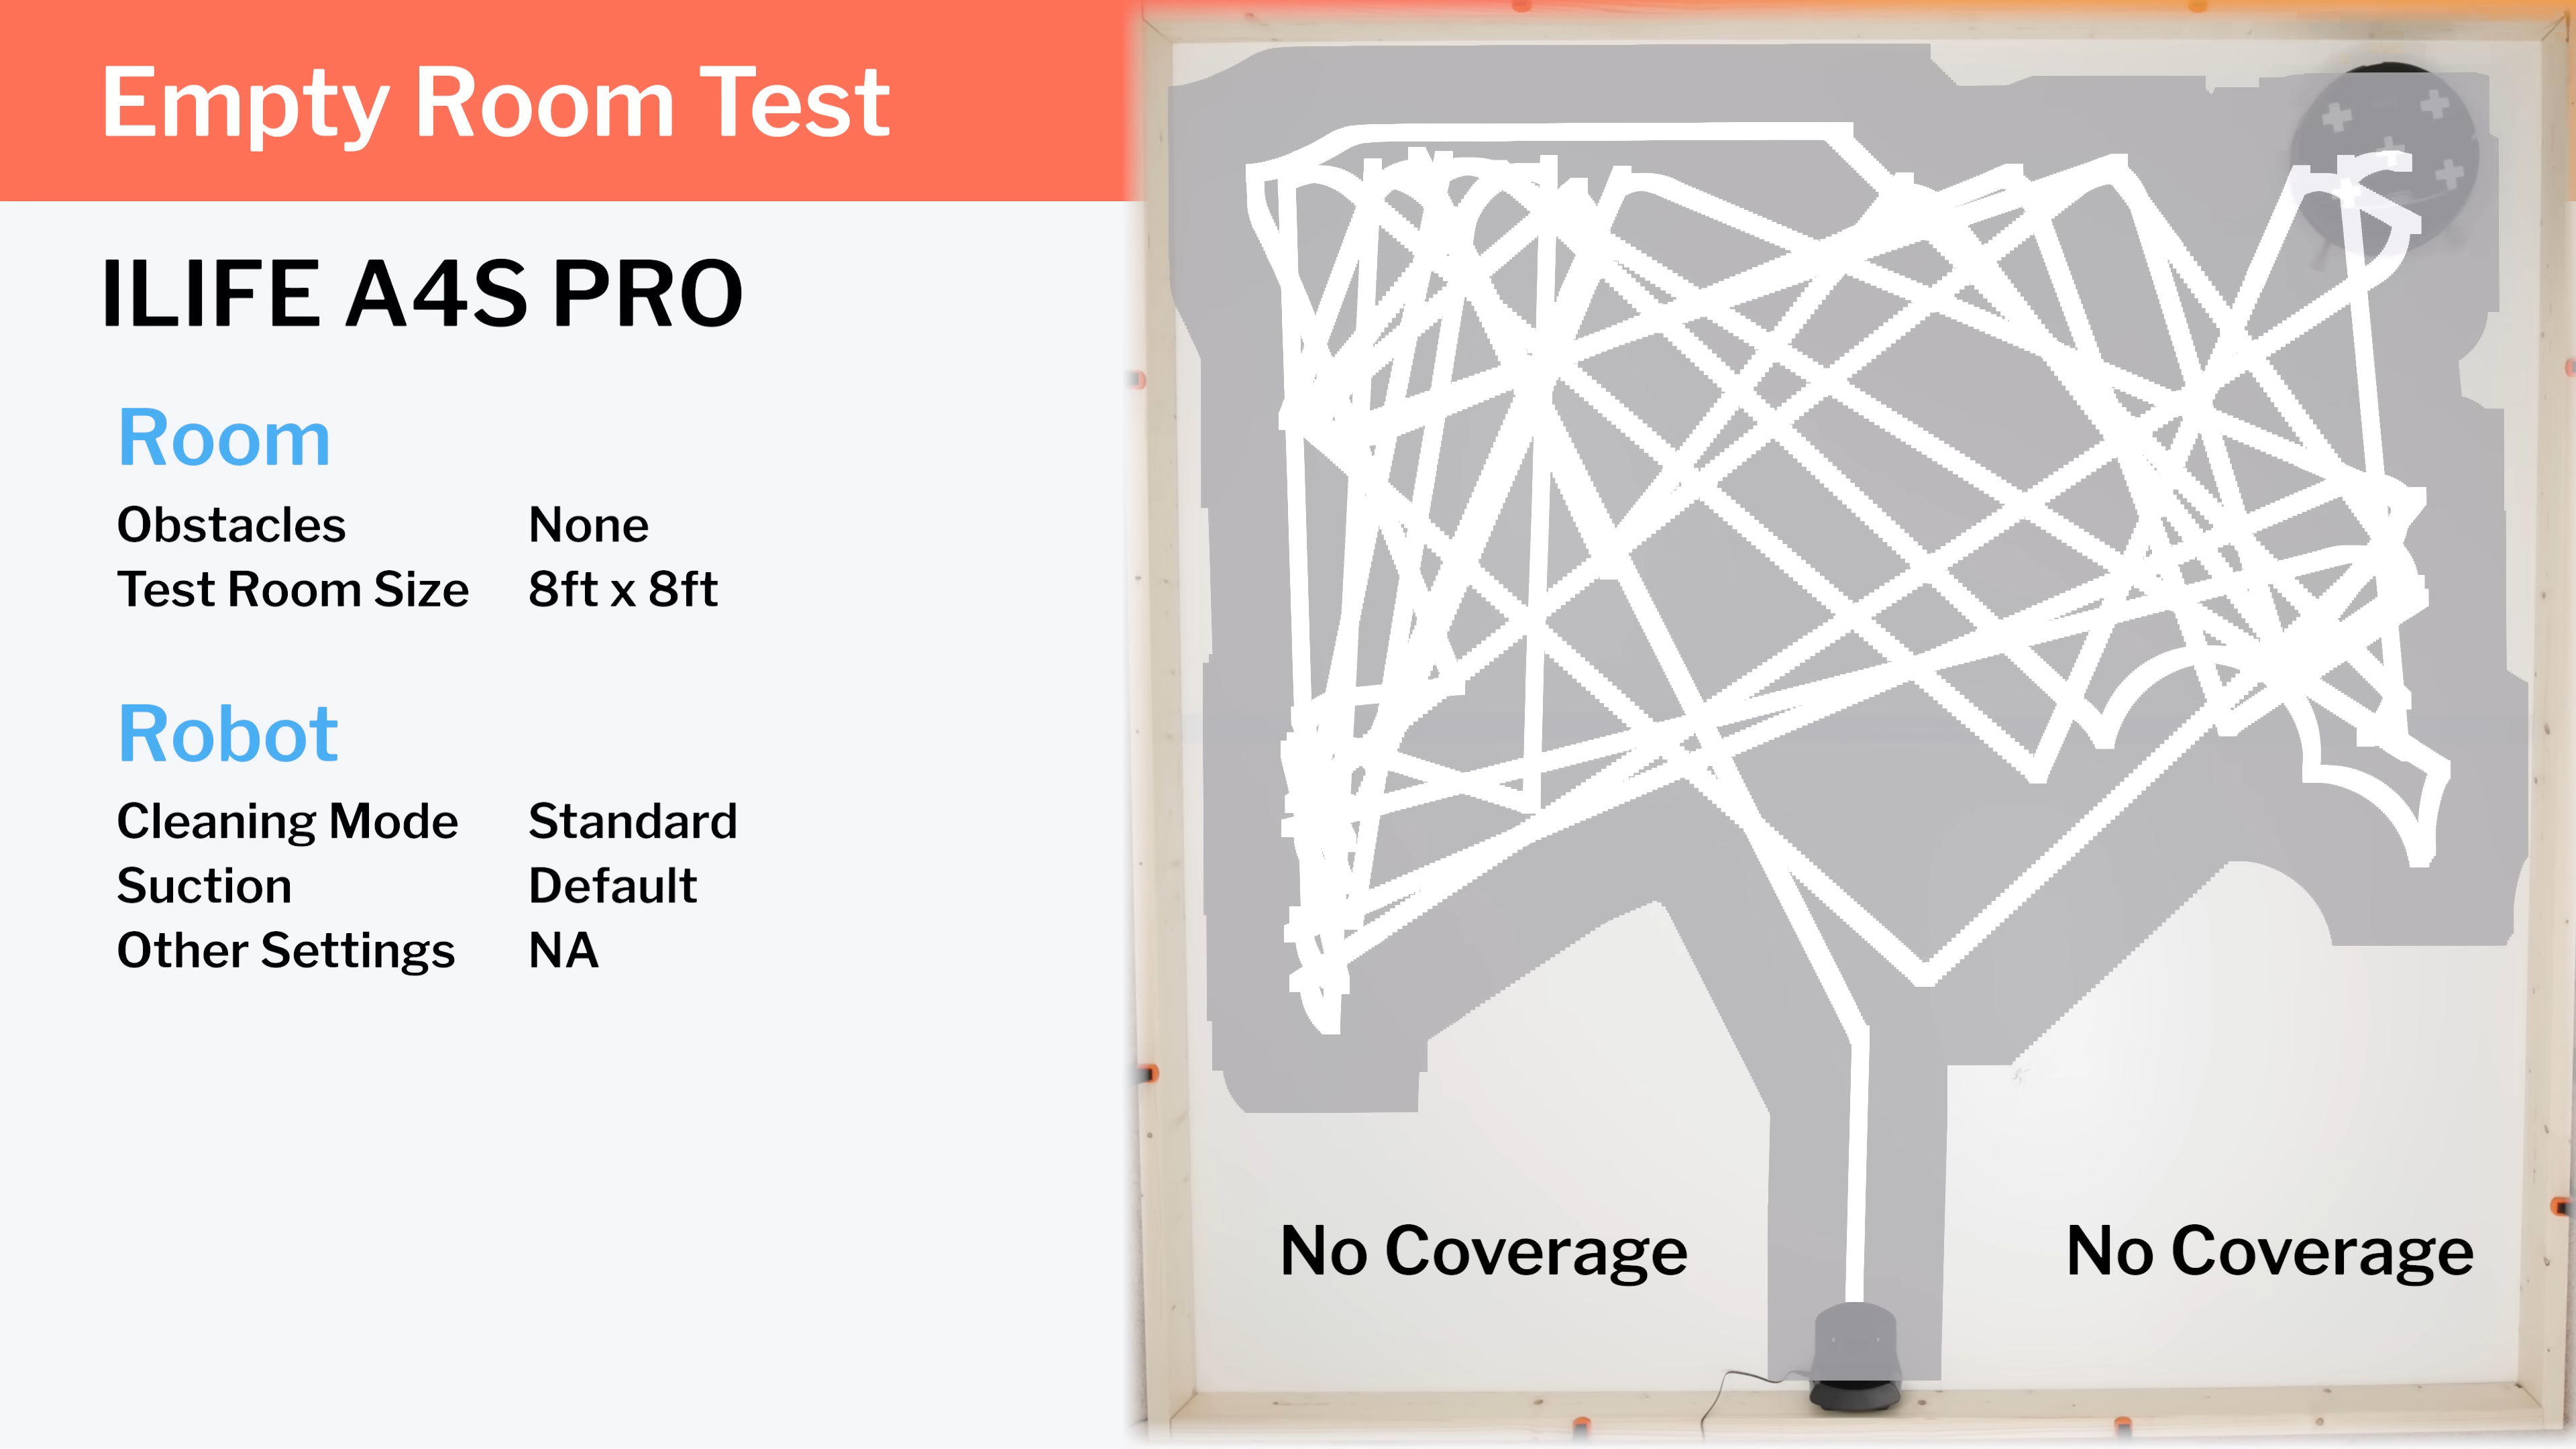 Empty Room Test
ILIFE A4S PRO
Room
Obstacles None
Test Room Size 8ft x 8ft
Robot
Cleaning Mode Standard
Suction Default
Other Settings NA
No Coverage No Coverage